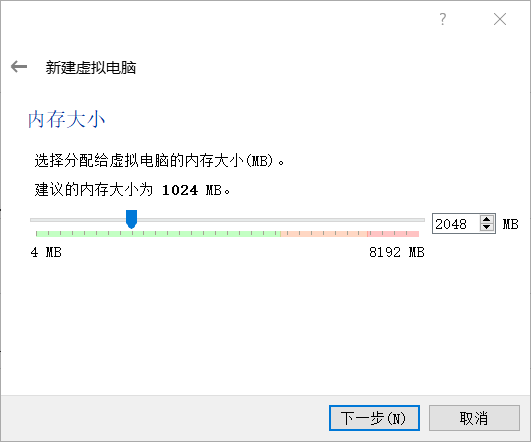 ?
新建虚拟电脑
内存大小
选择分配给虚拟电脑的内存大小(MB)。
建议的内存大小为 1024 MB。
2048 MB
4 MB 8192 MB
下一步(N) 取消